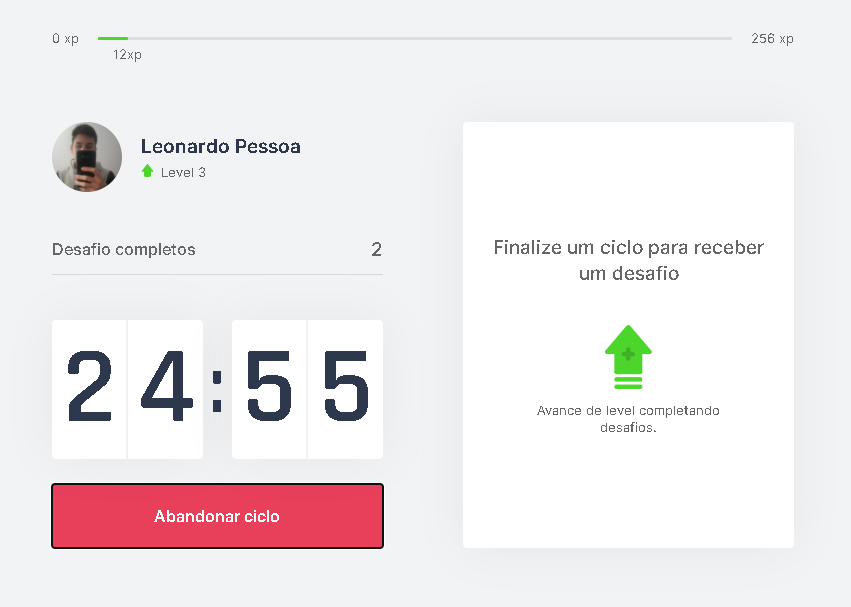 0 xp
256 xp
12xp
Leonardo Pessoa
Level 3
Desafio completos
2
24:55
Abandonar ciclo
Finalize um ciclo para receber
um desafio
Avance de level completando
desafios.